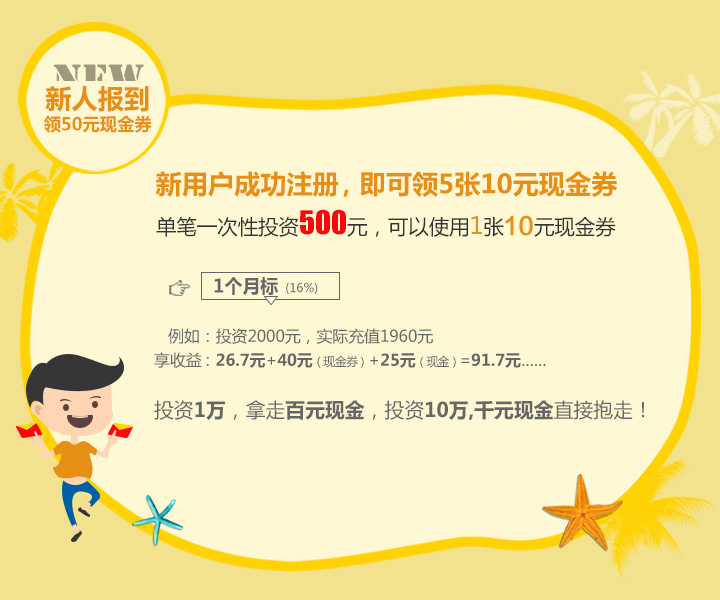 NEW
新人报到
领50元现金券
新用户成功注册，即可领5张10元现金券
单笔一次性投资500元，可以使用1张10元现金券
1个月标 (16%)
例如：投资2000元，实际充值1960元
享收益：26.7元+40元（现金券）+25元（现金）=91.7元......
投资1万，拿走百元现金，投资10万,千元现金直接抱走！